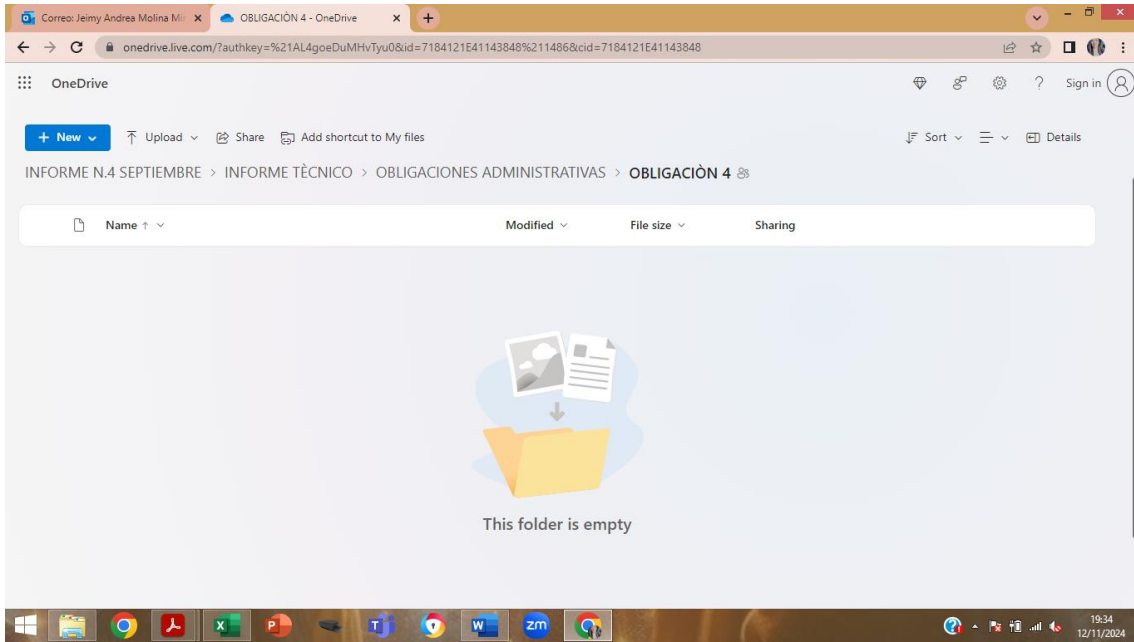 Correo: Jeimy Andrea Molina Mi
OBLIGACIÒN 4 - OneDrive
onedrive.live.com/?authkey=%21AL4goeDuMHvTyu0&id=7184121E41143848%211486&cid=7184121E41143848
OneDrive
Sign in
New Upload Share Add shortcut to My files Sort Details
INFORME N.4 SEPTIEMBRE > INFORME TÈCNICO > OBLIGACIONES ADMINISTRATIVAS > OBLIGACIÒN 4
Name Modified File size Sharing
This folder is empty
19:34
12/11/2024